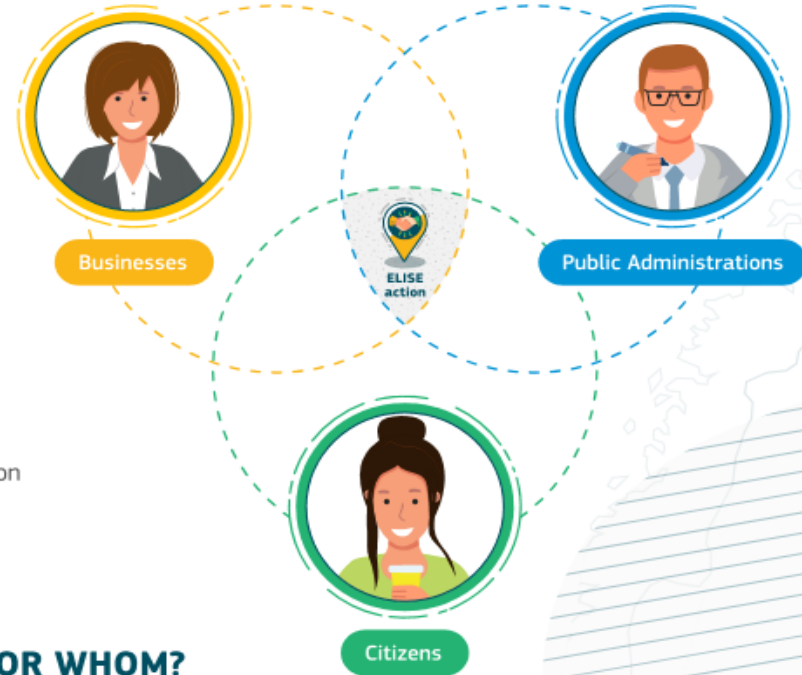 Businesses
Public Administrations
ELISE
action
on
Citizens
OR WHOM?